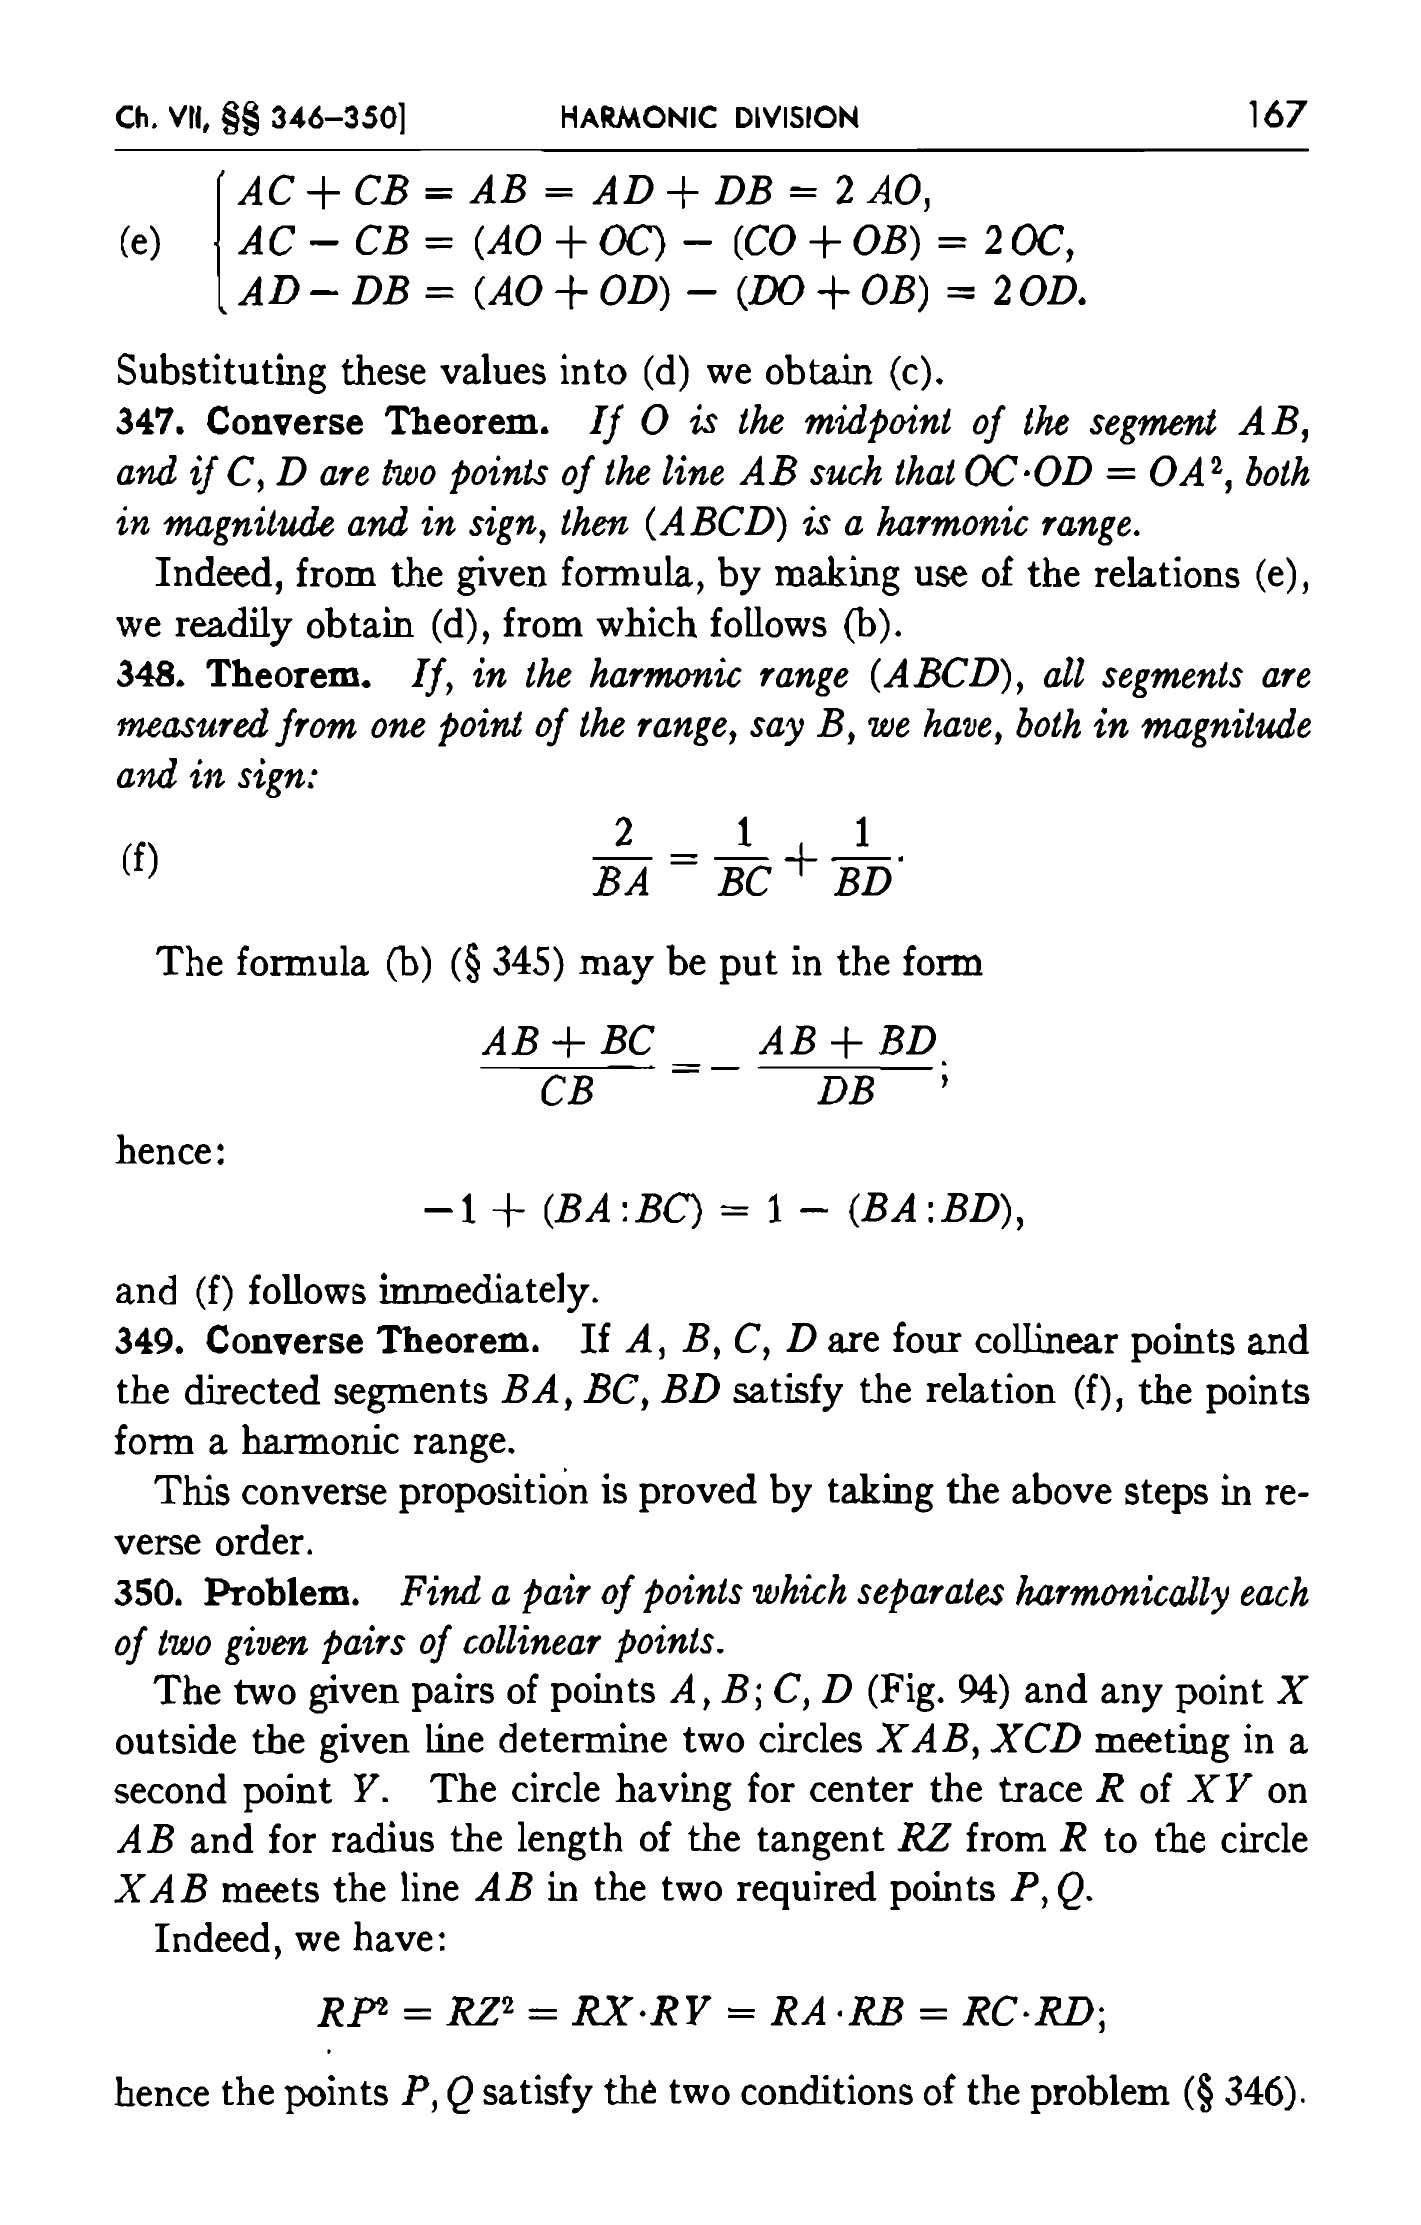 Ch. VII, §§ 346–350] HARMONIC DIVISION 167
AC + CB = AB = AD + DB = 2 AO,
(e) AC − CB = (AO + OC) − (CO + OB) = 2 OC,
AD − DB = (AO + OD) − (DO + OB) = 2 OD.
Substituting these values into (d) we obtain (c).
347. Converse Theorem. If O is the midpoint of the segment AB,
and if C, D are two points of the line AB such that OC·OD = OA², both
in magnitude and in sign, then (ABCD) is a harmonic range.
Indeed, from the given formula, by making use of the relations (e),
we readily obtain (d), from which follows (b).
348. Theorem. If, in the harmonic range (ABCD), all segments are
measured from one point of the range, say B, we have, both in magnitude
and in sign:
(f) 2/BA = 1/BC + 1/BD.
The formula (b) (§ 345) may be put in the form
(AB + BC)/CB = − (AB + BD)/DB;
hence:
−1 + (BA:BC) = 1 − (BA:BD),
and (f) follows immediately.
349. Converse Theorem. If A, B, C, D are four collinear points and
the directed segments BA, BC, BD satisfy the relation (f), the points
form a harmonic range.
This converse proposition is proved by taking the above steps in re-
verse order.
350. Problem. Find a pair of points which separates harmonically each
of two given pairs of collinear points.
The two given pairs of points A, B; C, D (Fig. 94) and any point X
outside the given line determine two circles XAB, XCD meeting in a
second point Y. The circle having for center the trace R of XY on
AB and for radius the length of the tangent RZ from R to the circle
XAB meets the line AB in the two required points P, Q.
Indeed, we have:
RP² = RZ² = RX·RY = RA·RB = RC·RD;
hence the points P, Q satisfy the two conditions of the problem (§ 346).